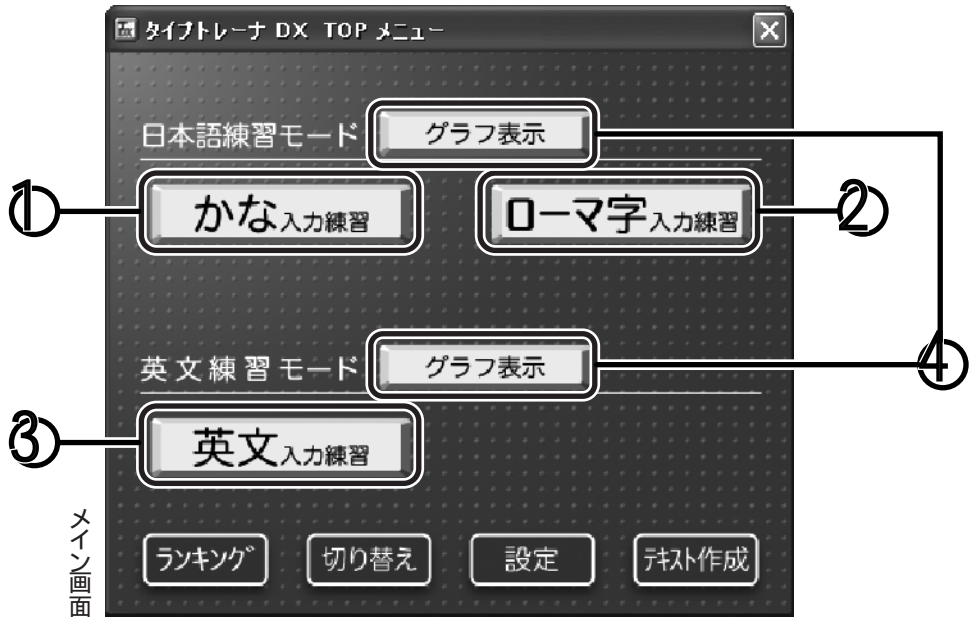 タイプトレーナ DX TOP メニュー
日本語練習モード グラフ表示
① かな入力練習 ローマ字入力練習 ②
英文練習モード グラフ表示 ④
③ 英文入力練習
ランキング 切り替え 設定 テキスト作成
メイン画面